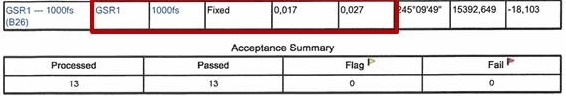 GSR1 --- 1000fs (B26) GSR1 1000fs Fixed 0,017 0,027 245°09'49" 15392,649 -18,103
Acceptance Summary
Processed Passed Flag Fail
13 13 0 0